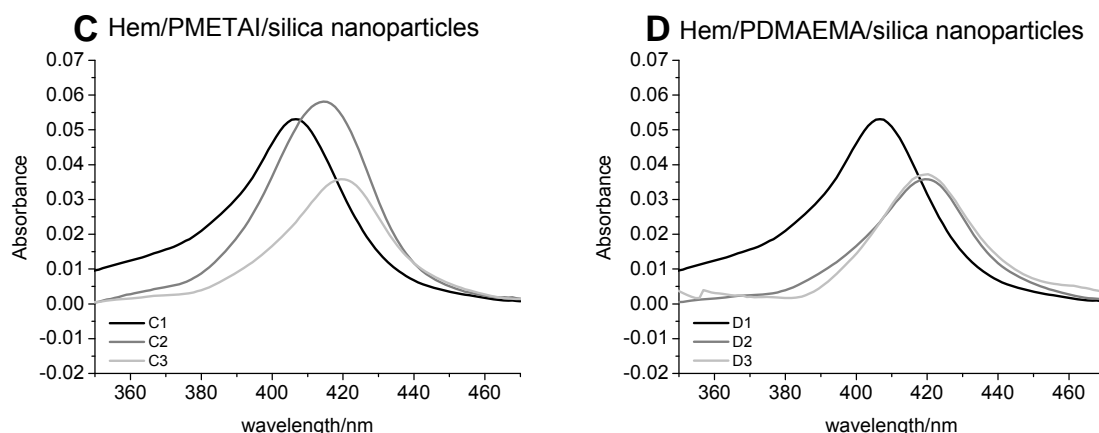 C Hem/PMETAI/silica nanoparticles
0.07
0.06
0.05
0.04
0.03
0.02
0.01
0.00
-0.01
-0.02
Absorbance
C1
C2
C3
360 380 400 420 440 460
wavelength/nm
D Hem/PDMAEMA/silica nanoparticles
0.07
0.06
0.05
0.04
0.03
0.02
0.01
0.00
-0.01
-0.02
Absorbance
D1
D2
D3
360 380 400 420 440 460
wavelength/nm